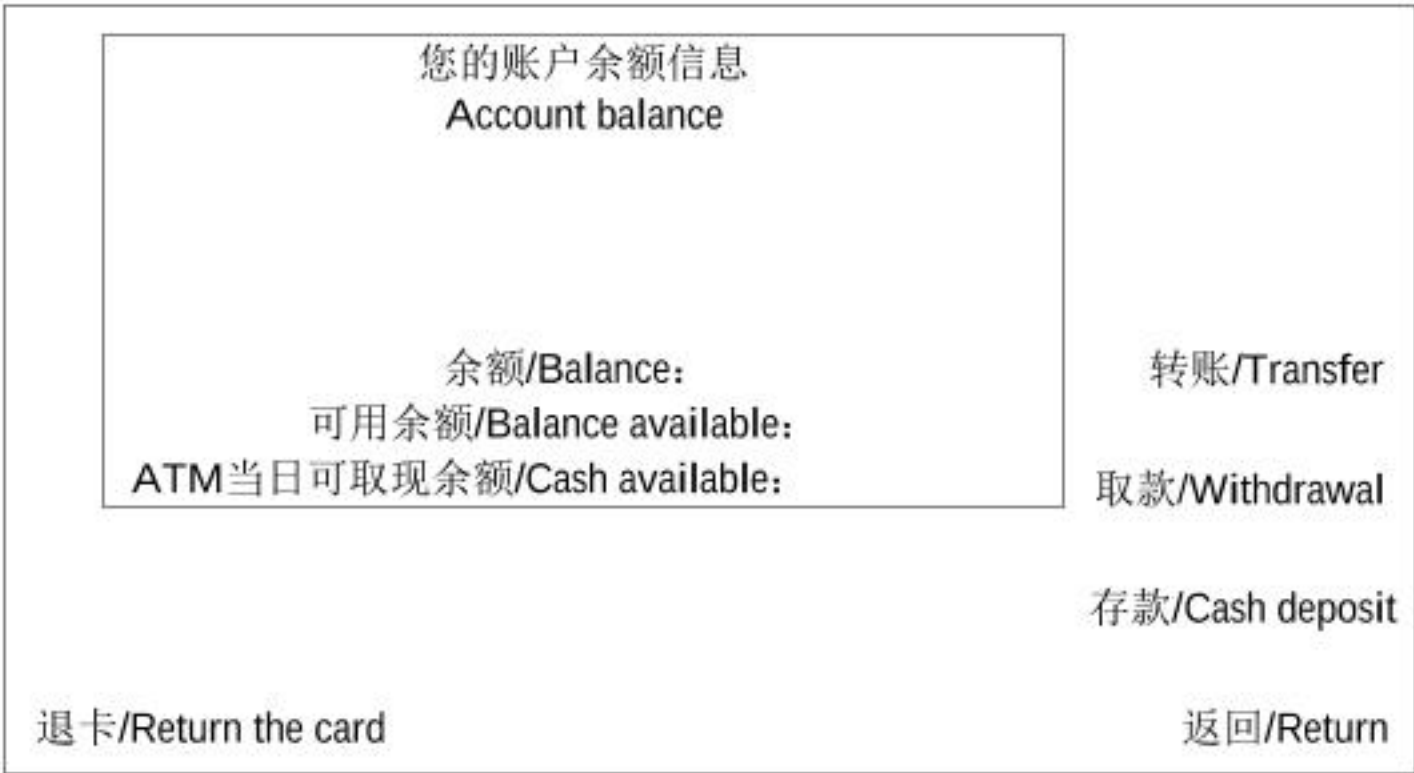 您的账户余额信息
Account balance
余额/Balance：
转账/Transfer
可用余额/Balance available：
ATM当日可取现余额/Cash available：
取款/Withdrawal
存款/Cash deposit
退卡/Return the card
返回/Return